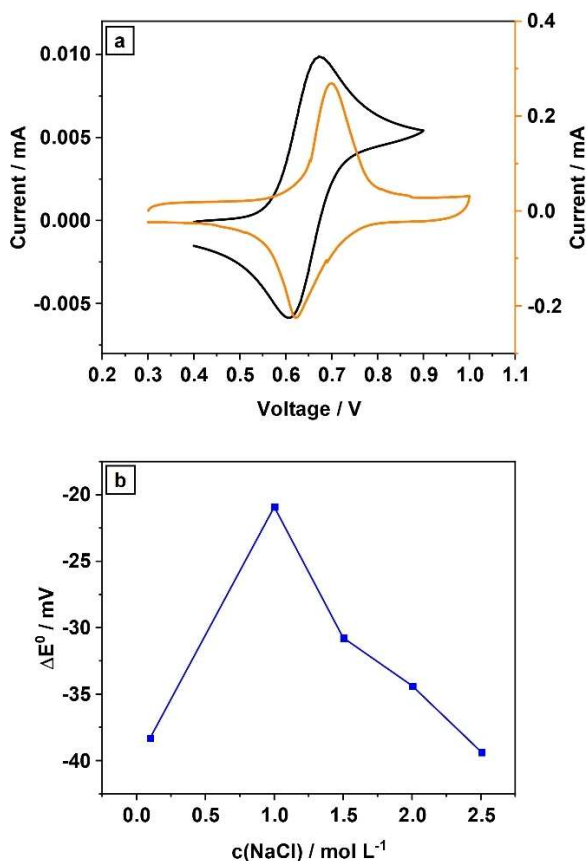 a
0.010
0.005
0.000
-0.005
Current / mA
0.4
0.2
0.0
-0.2
Current / mA
0.2 0.3 0.4 0.5 0.6 0.7 0.8 0.9 1.0 1.1
Voltage / V
b
-20
-25
-30
-35
-40
ΔE⁰ / mV
0.0 0.5 1.0 1.5 2.0 2.5
c(NaCl) / mol L⁻¹